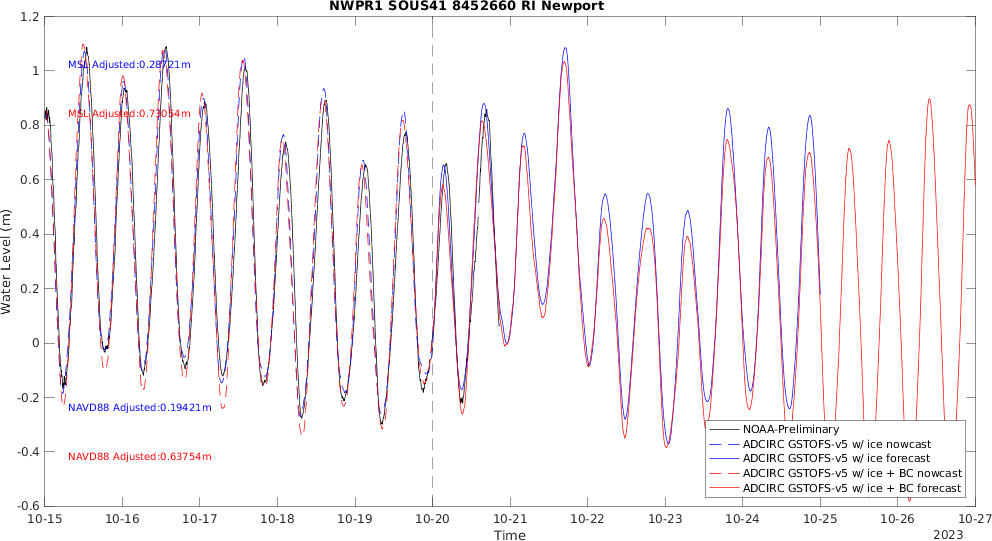 NWPR1 SOUS41 8452660 RI Newport
1.2
1
0.8
0.6
0.4
0.2
0
-0.2
-0.4
-0.6
Water Level (m)
MSL Adjusted:0.28721m
MSL Adjusted:0.73054m
NAVD88 Adjusted:0.19421m
NAVD88 Adjusted:0.63754m
NOAA-Preliminary
ADCIRC GSTOFS-v5 w/ ice nowcast
ADCIRC GSTOFS-v5 w/ ice forecast
ADCIRC GSTOFS-v5 w/ ice + BC nowcast
ADCIRC GSTOFS-v5 w/ ice + BC forecast
10-15 10-16 10-17 10-18 10-19 10-20 10-21 10-22 10-23 10-24 10-25 10-26 10-27
Time
2023